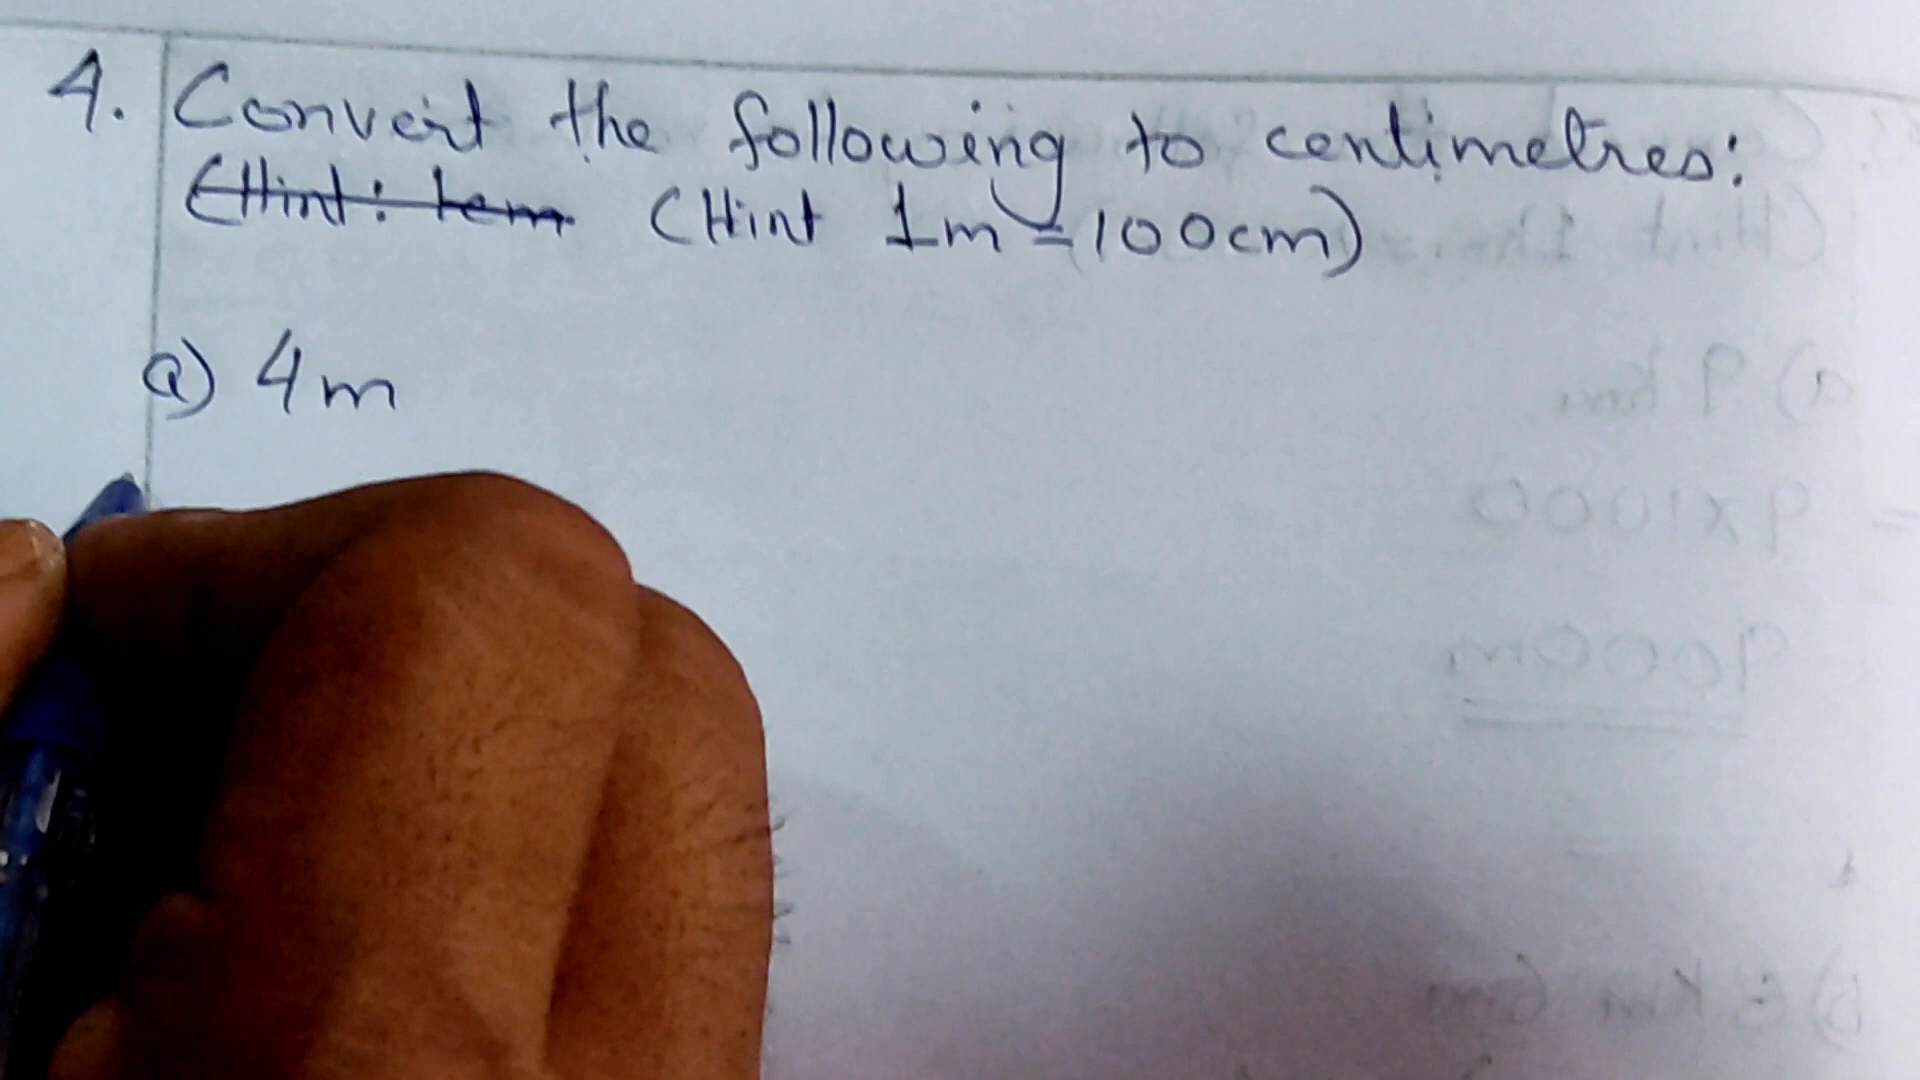 4. Convert the following to centimetres:
(Hint: 1cm (Hint 1m = 100cm)
a) 4m